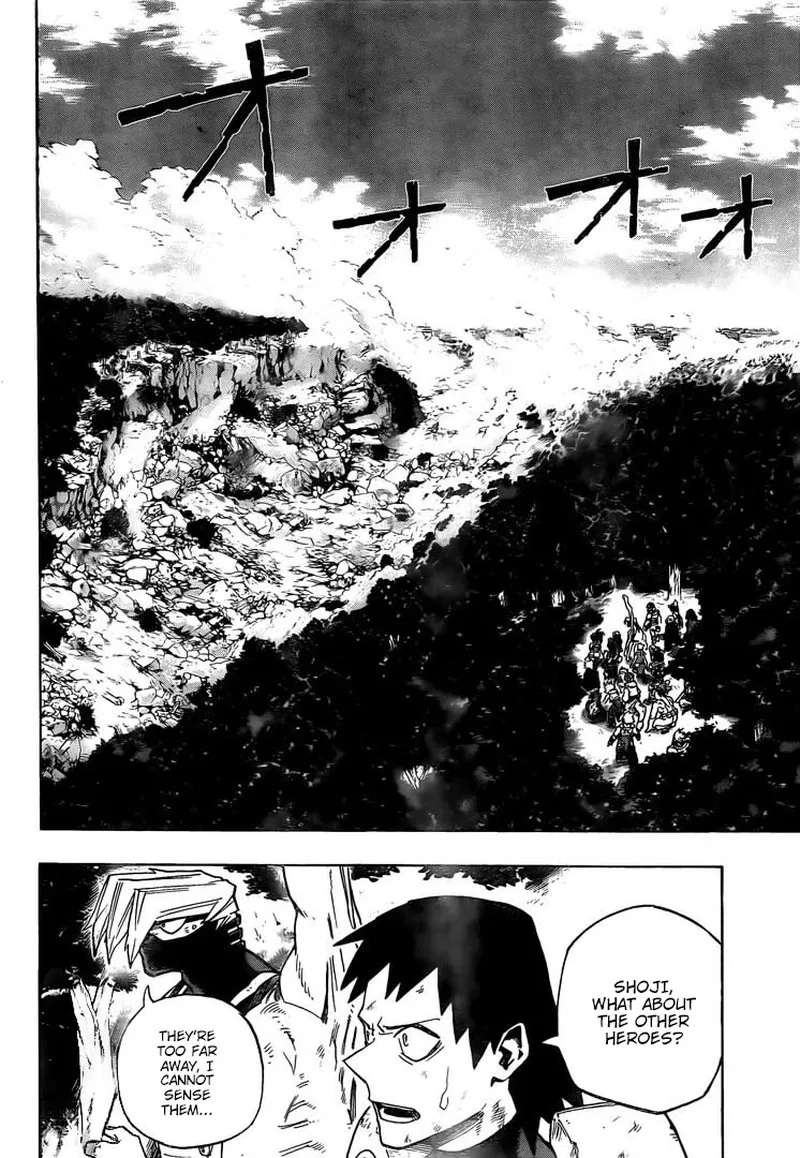 オオオオ
SHOJI,
WHAT ABOUT
THE OTHER
HEROES?
THEY'RE
TOO FAR
AWAY, I
CANNOT
SENSE
THEM...